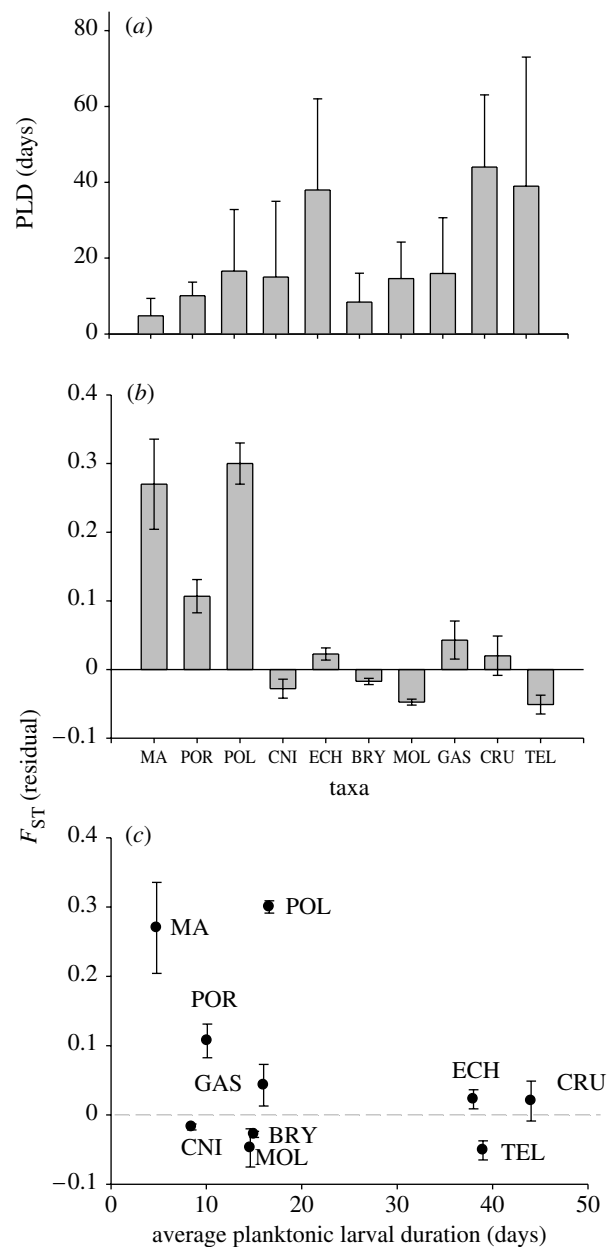 (a)
80
60
40
20
0
PLD (days)
(b)
0.4
0.3
0.2
0.1
0
−0.1
MA POR POL CNI ECH BRY MOL GAS CRU TEL
taxa
F_ST (residual)
(c)
0.4
0.3
0.2
0.1
0
−0.1
POL
MA
POR
GAS
ECH
CRU
CNI
BRY
MOL
TEL
0 10 20 30 40 50
average planktonic larval duration (days)